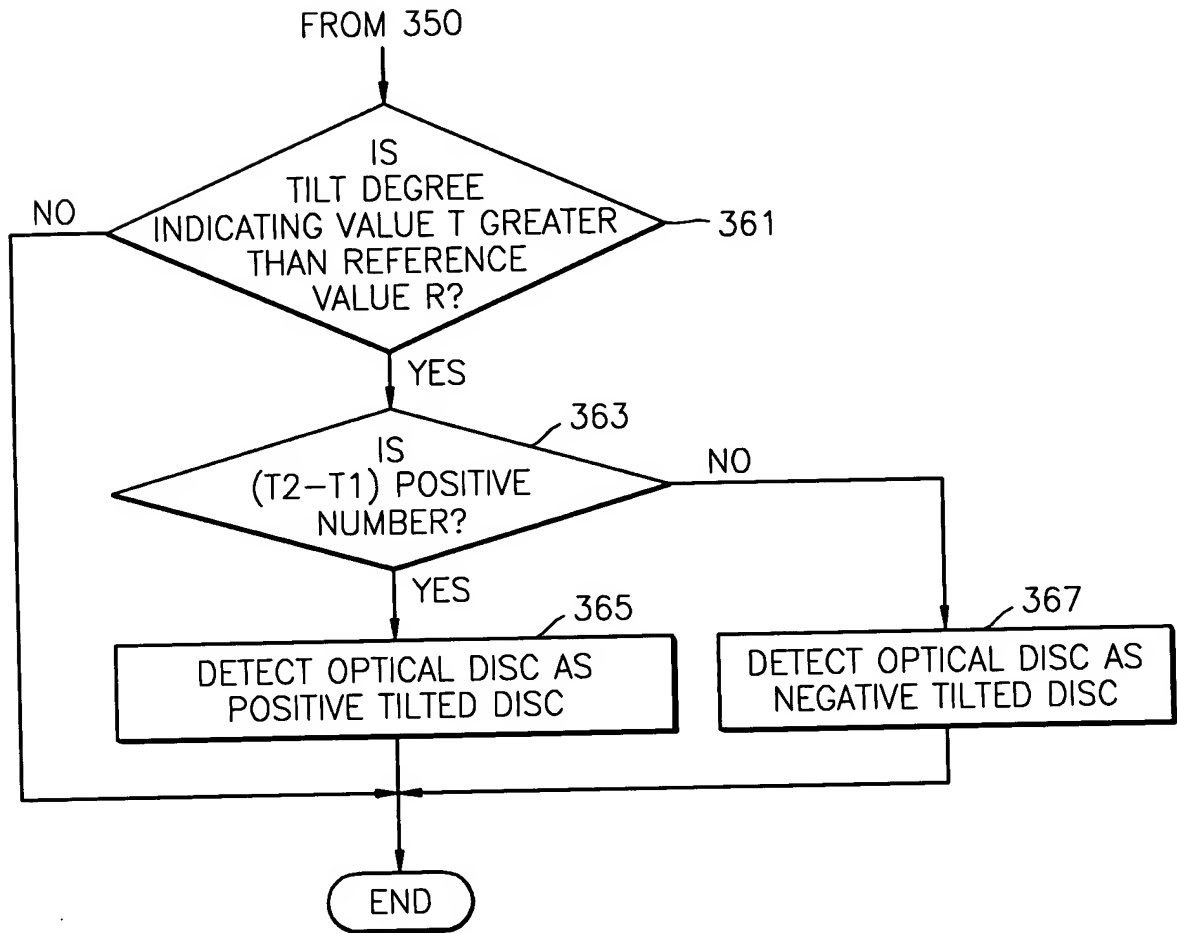 FROM 350
IS
TILT DEGREE
INDICATING VALUE T GREATER
THAN REFERENCE
VALUE R?
NO
361
YES
363
IS
(T2-T1) POSITIVE
NUMBER?
NO
YES
365
DETECT OPTICAL DISC AS
POSITIVE TILTED DISC
367
DETECT OPTICAL DISC AS
NEGATIVE TILTED DISC
END